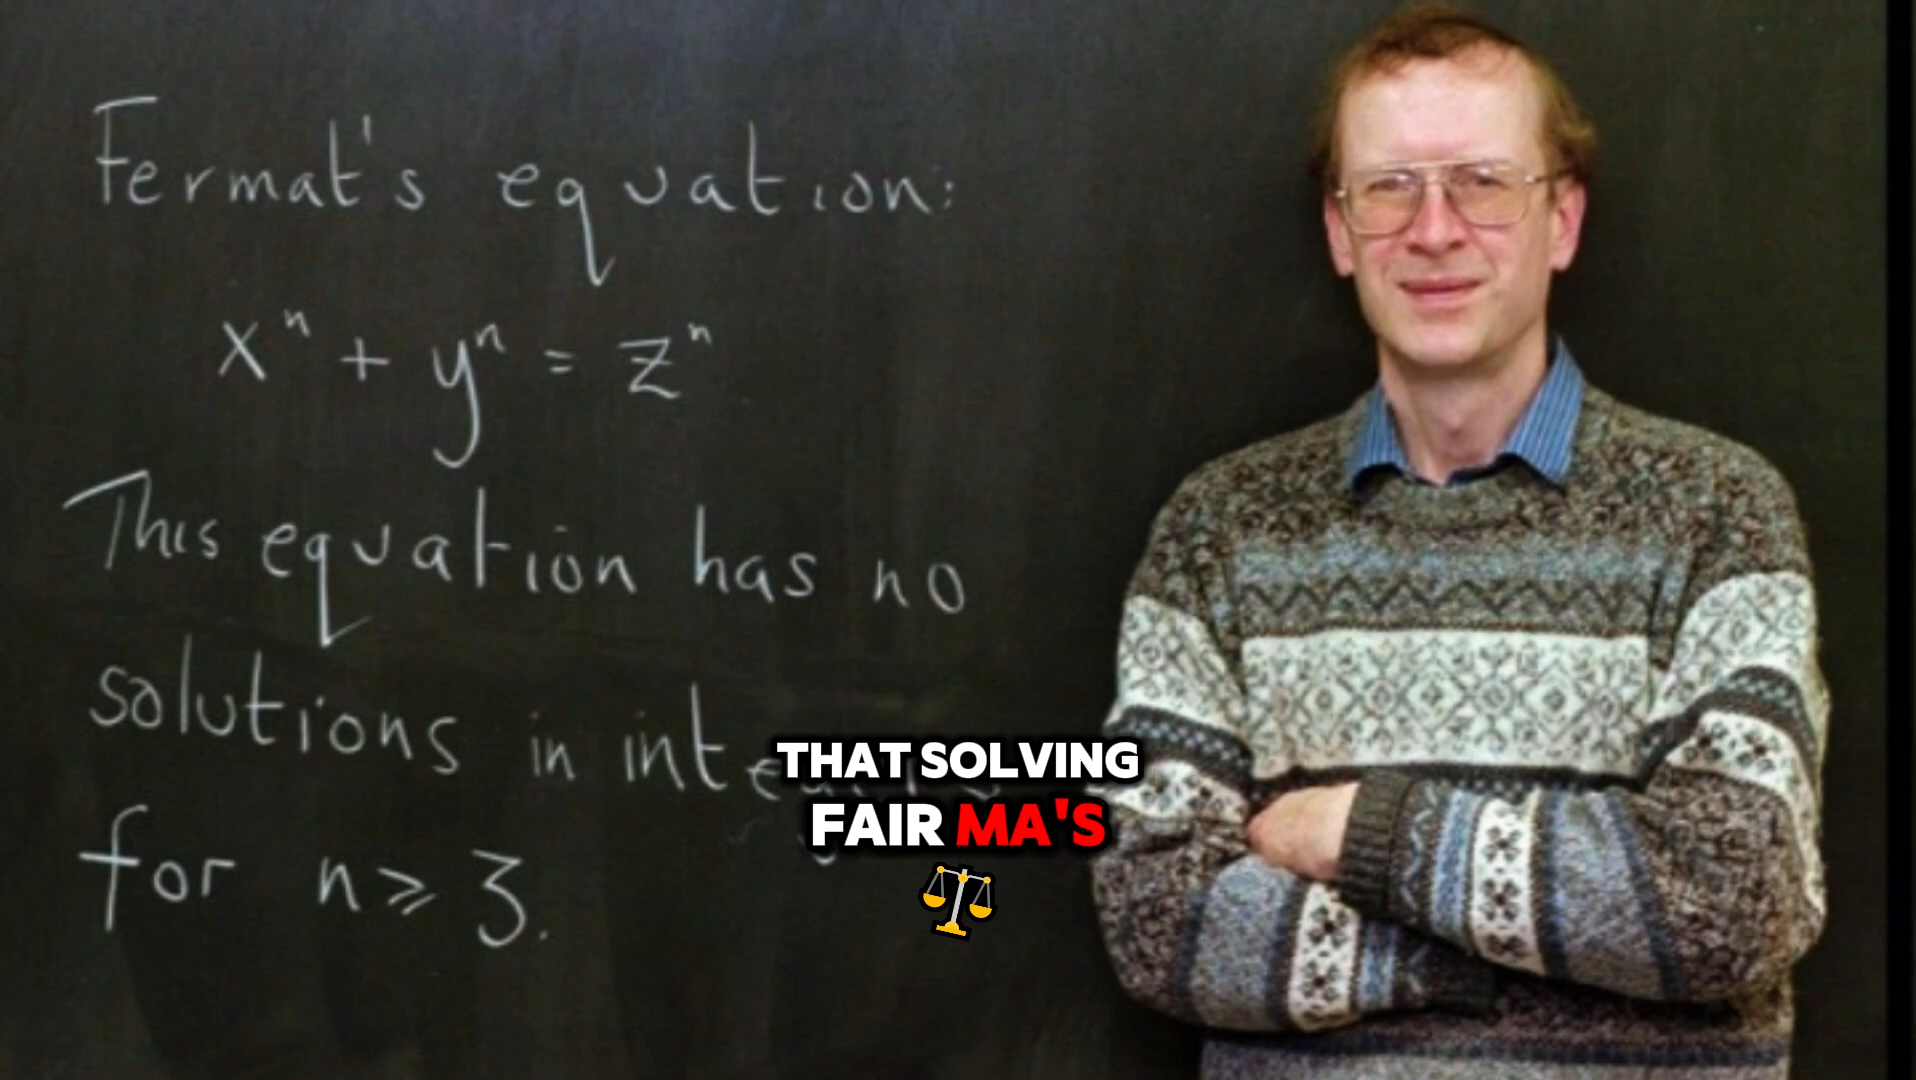 Fermat's equation:
xⁿ + yⁿ = zⁿ
This equation has no
solutions in
for n ⩾ 3.
THAT SOLVING
FAIR MA'S